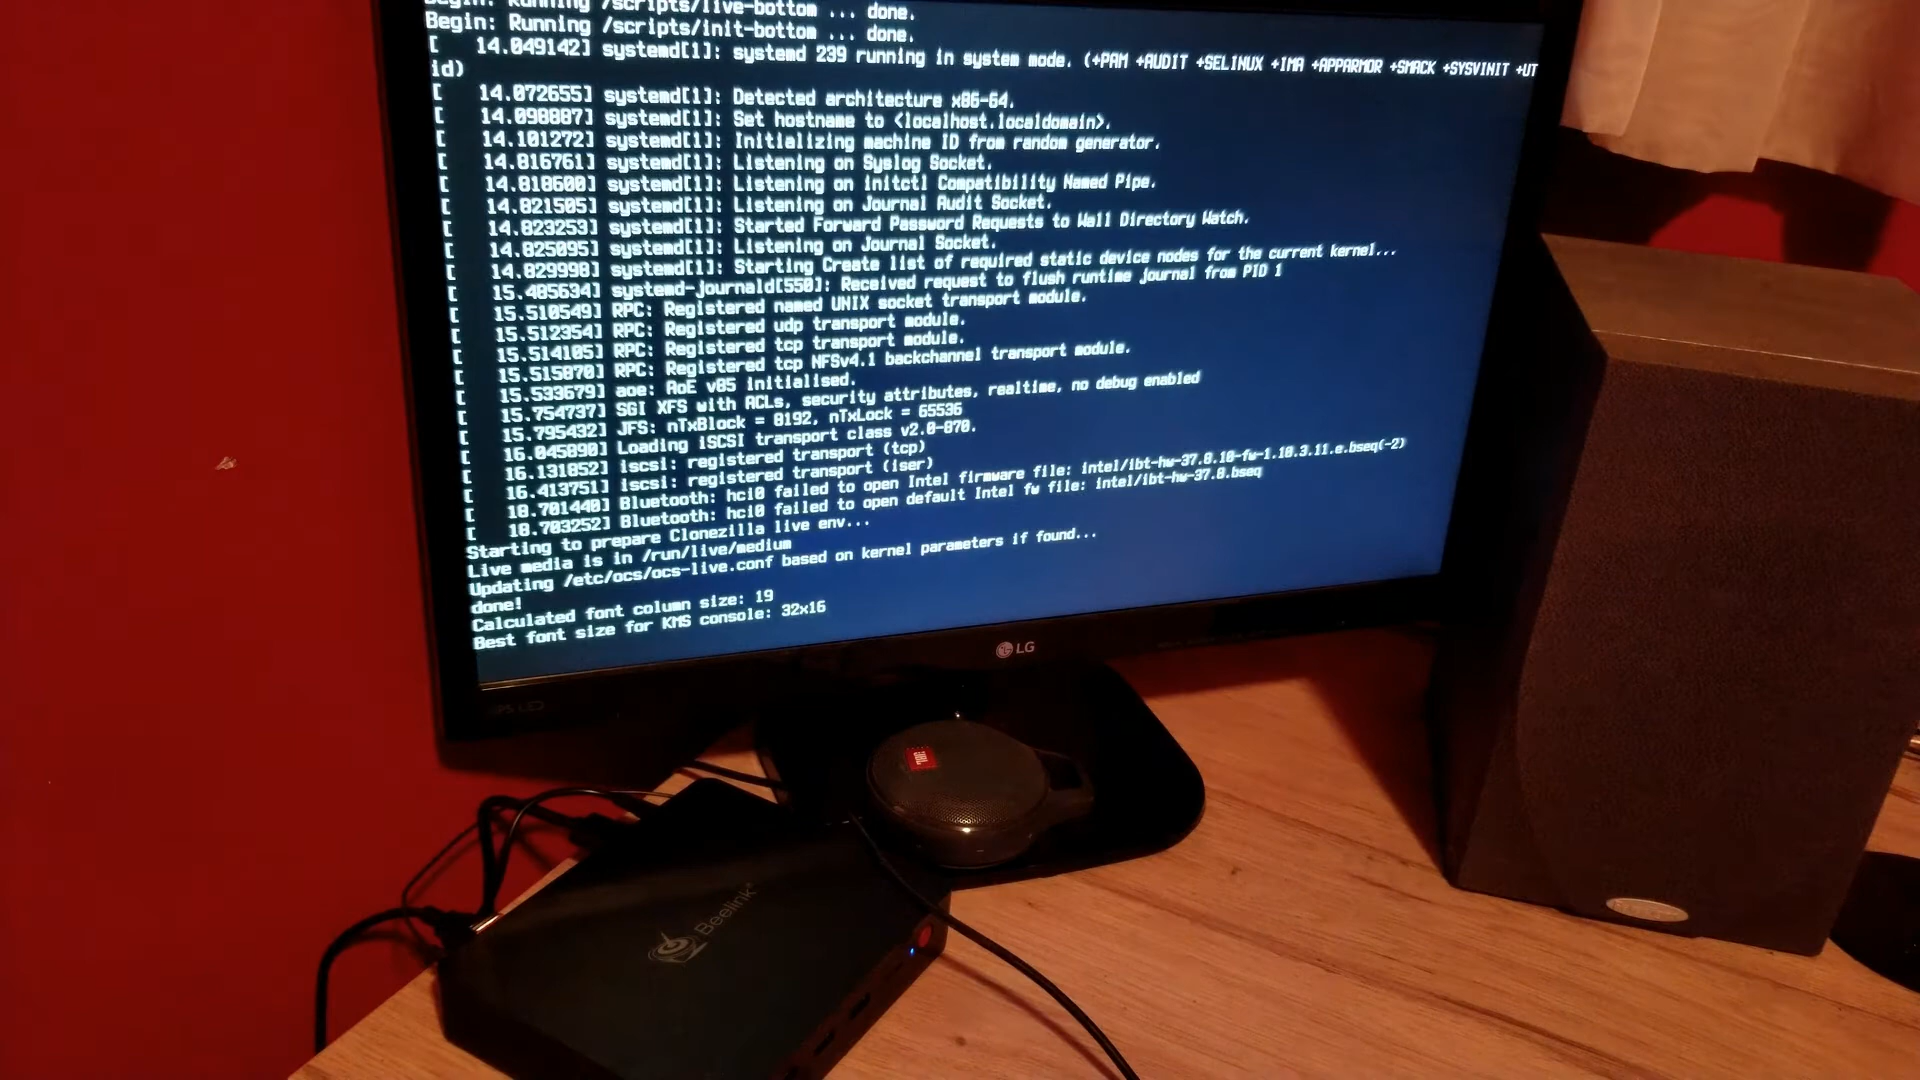 Begin: Running /scripts/live-bottom ... done.
Begin: Running /scripts/init-bottom ... done.
[ 14.049142] systemd[1]: systemd 239 running in system mode. (+PAM +AUDIT +SELINUX +IMA +APPARMOR +SMACK +SYSVINIT +UT
id)
[ 14.072655] systemd[1]: Detected architecture x86-64.
[ 14.098887] systemd[1]: Set hostname to <localhost.localdomain>.
[ 14.101272] systemd[1]: Initializing machine ID from random generator.
[ 14.816761] systemd[1]: Listening on Syslog Socket.
[ 14.818600] systemd[1]: Listening on initctl Compatibility Named Pipe.
[ 14.821505] systemd[1]: Listening on Journal Audit Socket.
[ 14.823253] systemd[1]: Started Forward Password Requests to Wall Directory Watch.
[ 14.825095] systemd[1]: Listening on Journal Socket.
[ 14.829998] systemd[1]: Starting Create list of required static device nodes for the current kernel...
[ 15.485634] systemd-journald[550]: Received request to flush runtime journal from PID 1
[ 15.510549] RPC: Registered named UNIX socket transport module.
[ 15.512354] RPC: Registered udp transport module.
[ 15.514105] RPC: Registered tcp transport module.
[ 15.515870] RPC: Registered tcp NFSv4.1 backchannel transport module.
[ 15.533679] aoe: AoE v85 initialised.
[ 15.754737] SGI XFS with ACLs, security attributes, realtime, no debug enabled
[ 15.795432] JFS: nTxBlock = 8192, nTxLock = 65536
[ 16.045890] Loading iSCSI transport class v2.0-870.
[ 16.131852] iscsi: registered transport (tcp)
[ 16.413751] iscsi: registered transport (iser)
[ 18.701440] Bluetooth: hci0 failed to open Intel firmware file: intel/ibt-hw-37.8.10-fw-1.10.3.11.e.bseq(-2)
[ 18.703252] Bluetooth: hci0 failed to open default Intel fw file: intel/ibt-hw-37.8.bseq
Starting to prepare Clonezilla live env...
Live media is in /run/live/medium
Updating /etc/ocs/ocs-live.conf based on kernel parameters if found...
done!
Calculated font column size: 19
Best font size for KMS console: 32x16
LG
IPS LED
JBL
Beelink